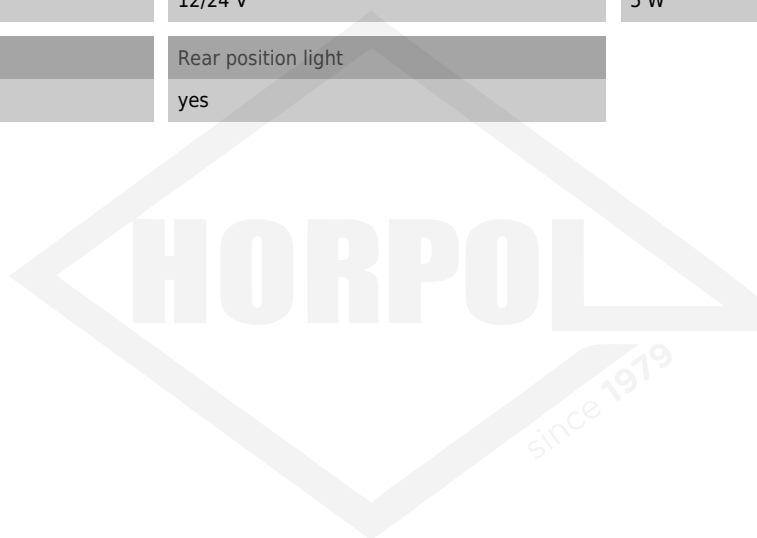 12/24 V 5 W
Rear position light
yes
HORPOL
since 1979